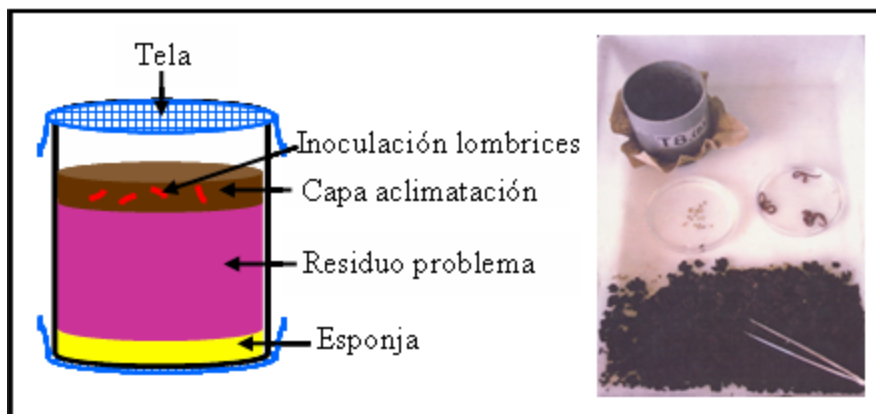 Tela
Inoculación lombrices
Capa aclimatación
Residuo problema
Esponja